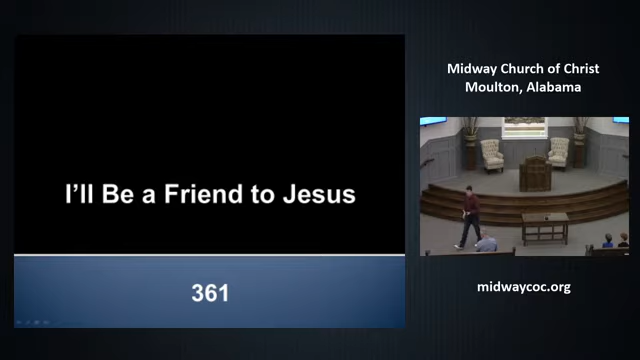 I'll Be a Friend to Jesus
361
Midway Church of Christ
Moulton, Alabama
midwaycoc.org